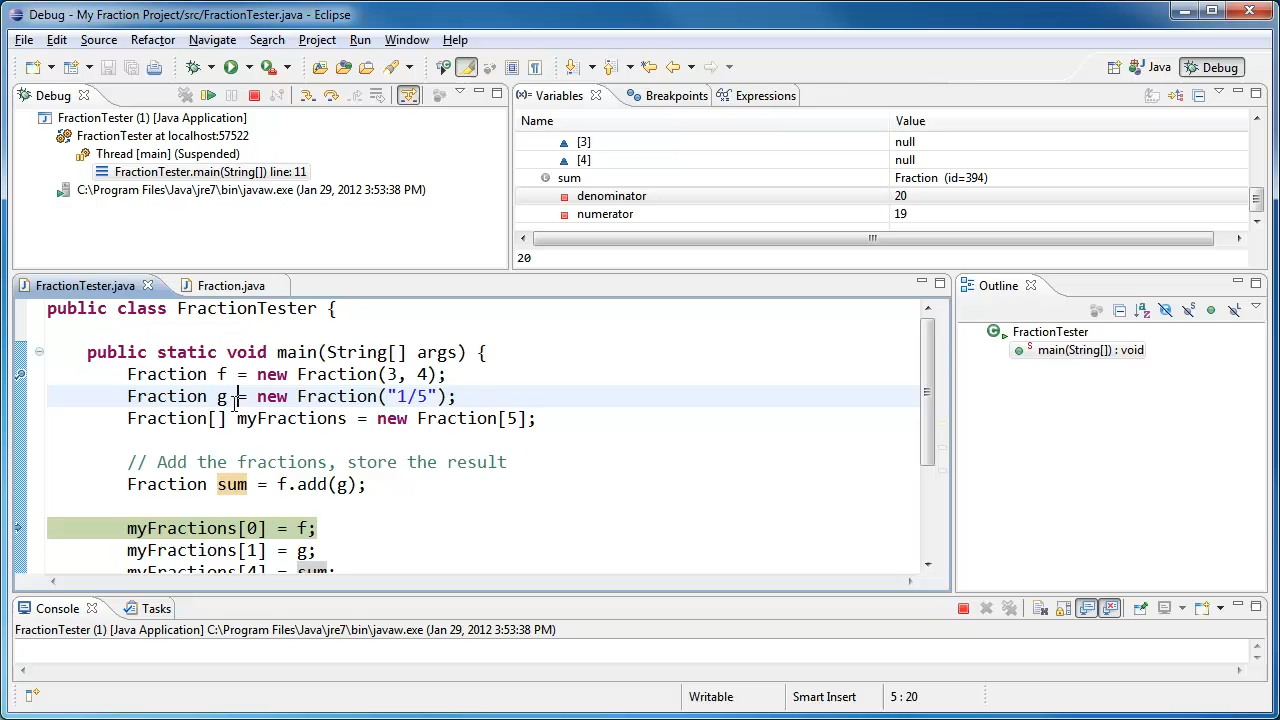 Debug - My Fraction Project/src/FractionTester.java - Eclipse
File Edit Source Refactor Navigate Search Project Run Window Help
Java Debug
Debug
FractionTester (1) [Java Application]
FractionTester at localhost:57522
Thread [main] (Suspended)
FractionTester.main(String[]) line: 11
C:\Program Files\Java\jre7\bin\javaw.exe (Jan 29, 2012 3:53:38 PM)
(x)= Variables Breakpoints Expressions
Name Value
[3] null
[4] null
sum Fraction (id=394)
denominator 20
numerator 19
20
FractionTester.java Fraction.java
public class FractionTester {
public static void main(String[] args) {
Fraction f = new Fraction(3, 4);
Fraction g = new Fraction("1/5");
Fraction[] myFractions = new Fraction[5];
// Add the fractions, store the result
Fraction sum = f.add(g);
myFractions[0] = f;
myFractions[1] = g;
myFractions[4] = sum;
Outline
FractionTester
main(String[]) : void
Console Tasks
FractionTester (1) [Java Application] C:\Program Files\Java\jre7\bin\javaw.exe (Jan 29, 2012 3:53:38 PM)
Writable Smart Insert 5 : 20